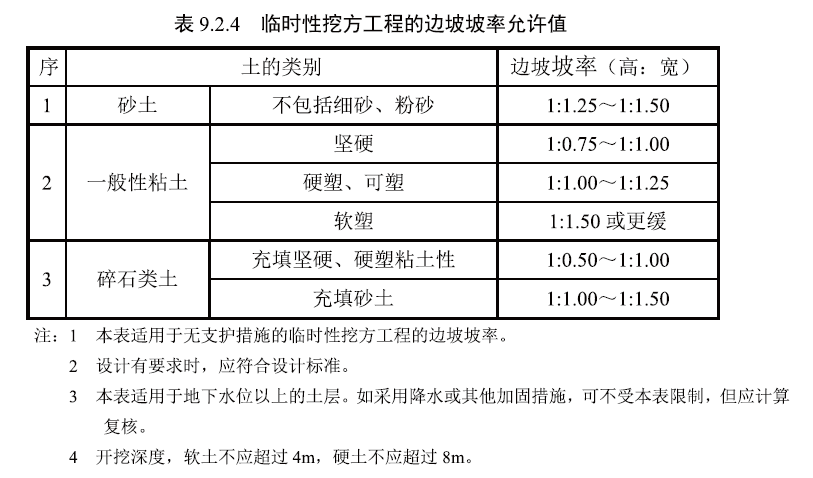 表 9.2.4 临时性挖方工程的边坡坡率允许值
序 土的类别 边坡坡率（高：宽）
1 砂土 不包括细砂、粉砂 1:1.25～1:1.50
2 一般性粘土 坚硬 1:0.75～1:1.00
硬塑、可塑 1:1.00～1:1.25
软塑 1:1.50 或更缓
3 碎石类土 充填坚硬、硬塑粘土性 1:0.50～1:1.00
充填砂土 1:1.00～1:1.50
注：1 本表适用于无支护措施的临时性挖方工程的边坡坡率。
2 设计有要求时，应符合设计标准。
3 本表适用于地下水位以上的土层。如采用降水或其他加固措施，可不受本表限制，但应计算
复核。
4 开挖深度，软土不应超过 4m，硬土不应超过 8m。